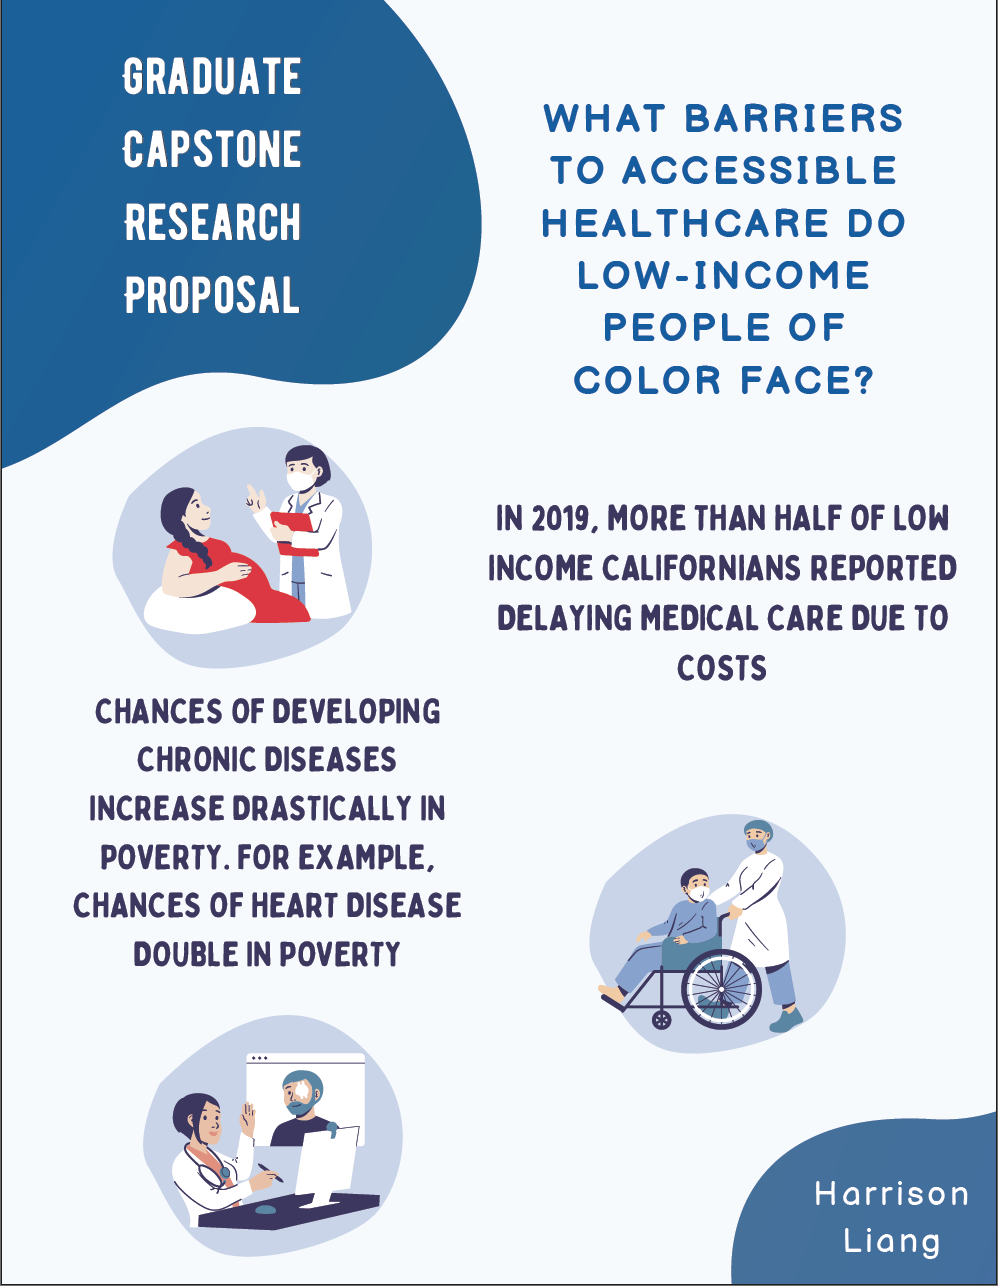 GRADUATE
CAPSTONE
RESEARCH
PROPOSAL
WHAT BARRIERS
TO ACCESSIBLE
HEALTHCARE DO
LOW-INCOME
PEOPLE OF
COLOR FACE?
IN 2019, MORE THAN HALF OF LOW
INCOME CALIFORNIANS REPORTED
DELAYING MEDICAL CARE DUE TO
COSTS
CHANCES OF DEVELOPING
CHRONIC DISEASES
INCREASE DRASTICALLY IN
POVERTY. FOR EXAMPLE,
CHANCES OF HEART DISEASE
DOUBLE IN POVERTY
Harrison
Liang